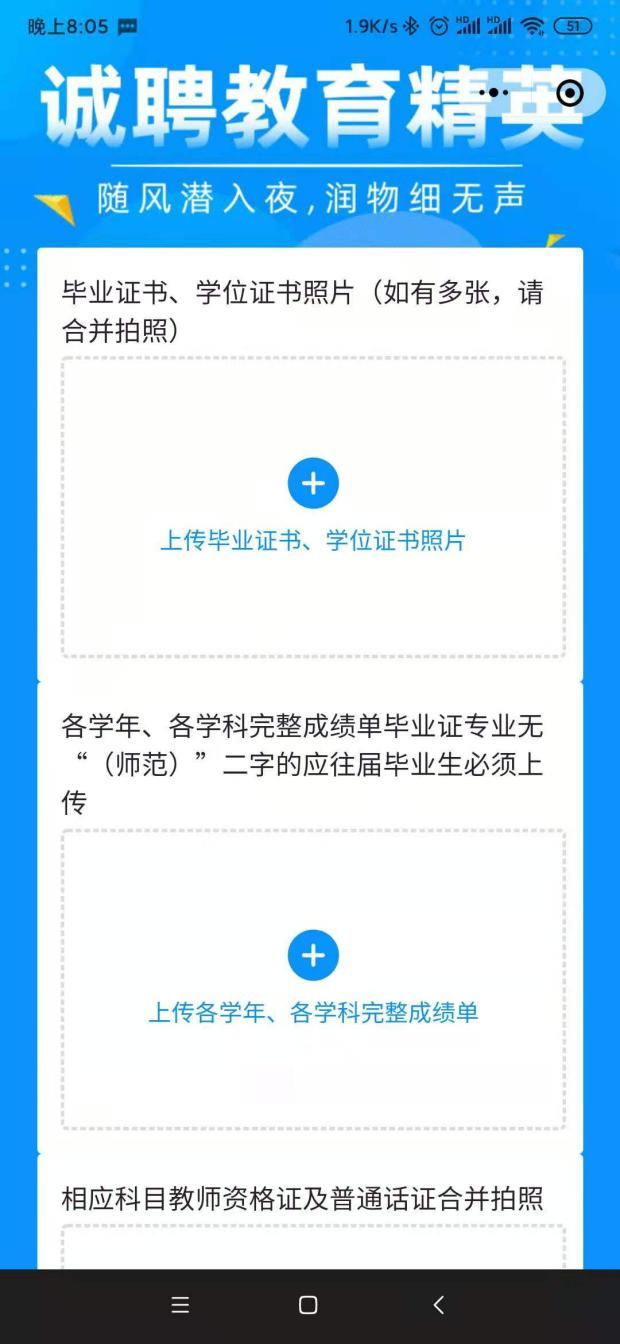 晚上8:05
1.9K/s
HD
HD
51
诚聘教育精英
随风潜入夜,润物细无声
毕业证书、学位证书照片（如有多张，请
合并拍照）
上传毕业证书、学位证书照片
各学年、各学科完整成绩单毕业证专业无
“（师范）”二字的应往届毕业生必须上
传
上传各学年、各学科完整成绩单
相应科目教师资格证及普通话证合并拍照